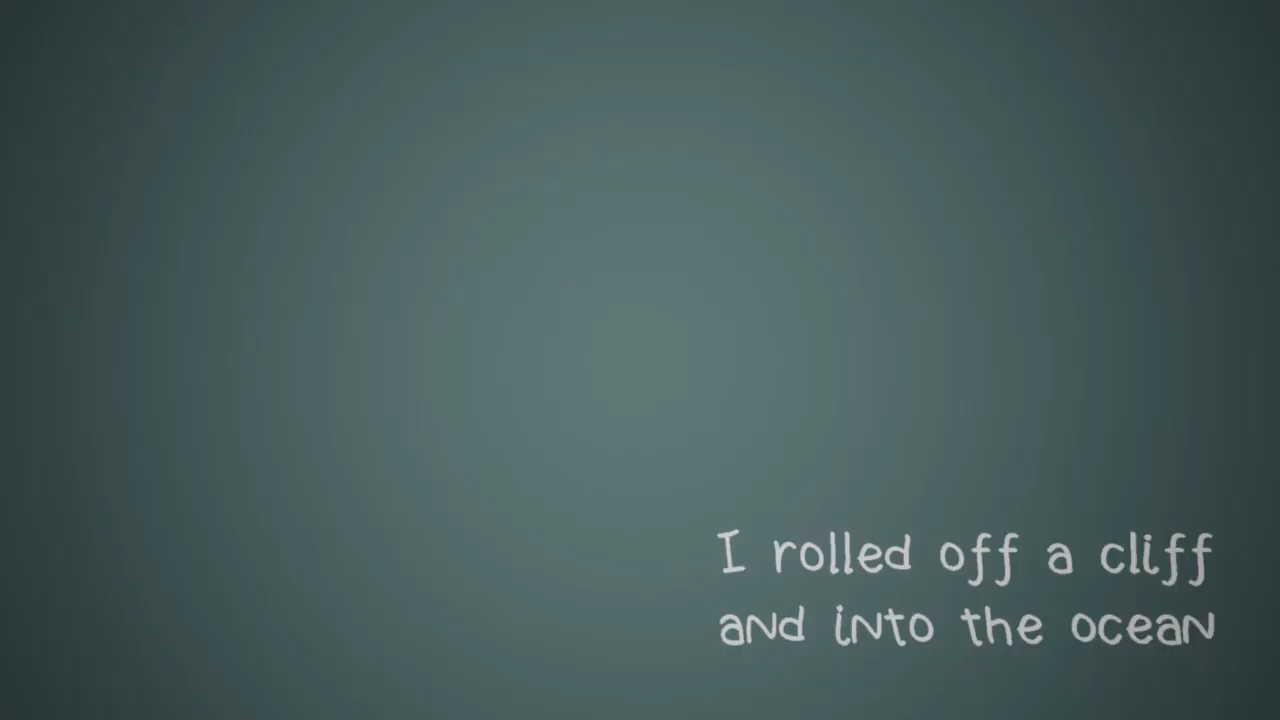 I rolled off a cliff
and into the ocean